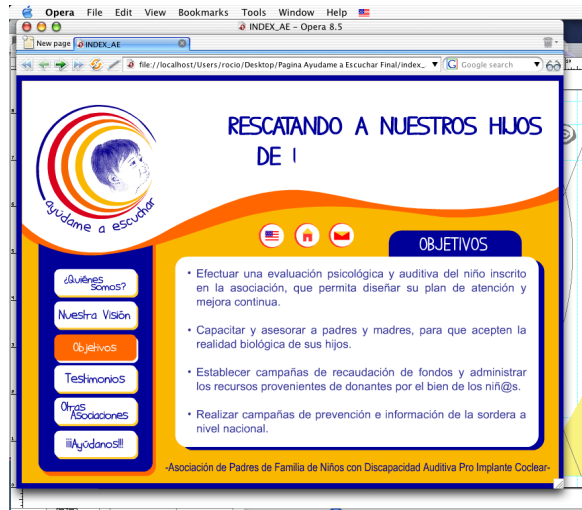 Opera File Edit View Bookmarks Tools Window Help
INDEX_AE - Opera 8.5
New page INDEX_AE
file://localhost/Users/rocio/Desktop/Pagina Ayudame a Escuchar Final/index_ Google search
RESCATANDO A NUESTROS HIJOS
DE I
ayúdame a escuchar
OBJETIVOS
¿Quiénes
Somos?
Nuestra Visión
Objetivos
Testimonios
Otras
Asociaciones
¡¡¡Ayúdanos!!!
• Efectuar una evaluación psicológica y auditiva del niño inscrito
en la asociación, que permita diseñar su plan de atención y
mejora continua.
• Capacitar y asesorar a padres y madres, para que acepten la
realidad biológica de sus hijos.
• Establecer campañas de recaudación de fondos y administrar
los recursos provenientes de donantes por el bien de los niñ@s.
• Realizar campañas de prevención e información de la sordera a
nivel nacional.
-Asociación de Padres de Familia de Niños con Discapacidad Auditiva Pro Implante Coclear-